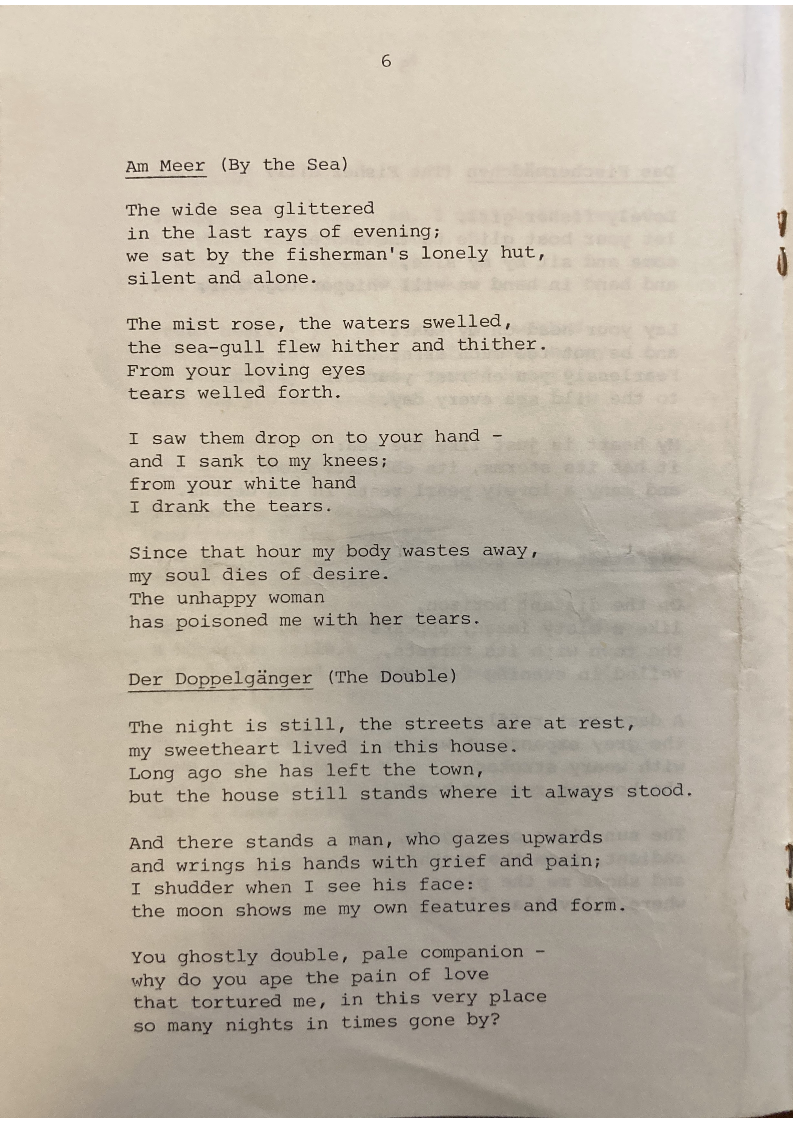 6
Am Meer (By the Sea)
The wide sea glittered
in the last rays of evening;
we sat by the fisherman's lonely hut,
silent and alone.
The mist rose, the waters swelled,
the sea-gull flew hither and thither.
From your loving eyes
tears welled forth.
I saw them drop on to your hand -
and I sank to my knees;
from your white hand
I drank the tears.
Since that hour my body wastes away,
my soul dies of desire.
The unhappy woman
has poisoned me with her tears.
Der Doppelgänger (The Double)
The night is still, the streets are at rest,
my sweetheart lived in this house.
Long ago she has left the town,
but the house still stands where it always stood.
And there stands a man, who gazes upwards
and wrings his hands with grief and pain;
I shudder when I see his face:
the moon shows me my own features and form.
You ghostly double, pale companion -
why do you ape the pain of love
that tortured me, in this very place
so many nights in times gone by?